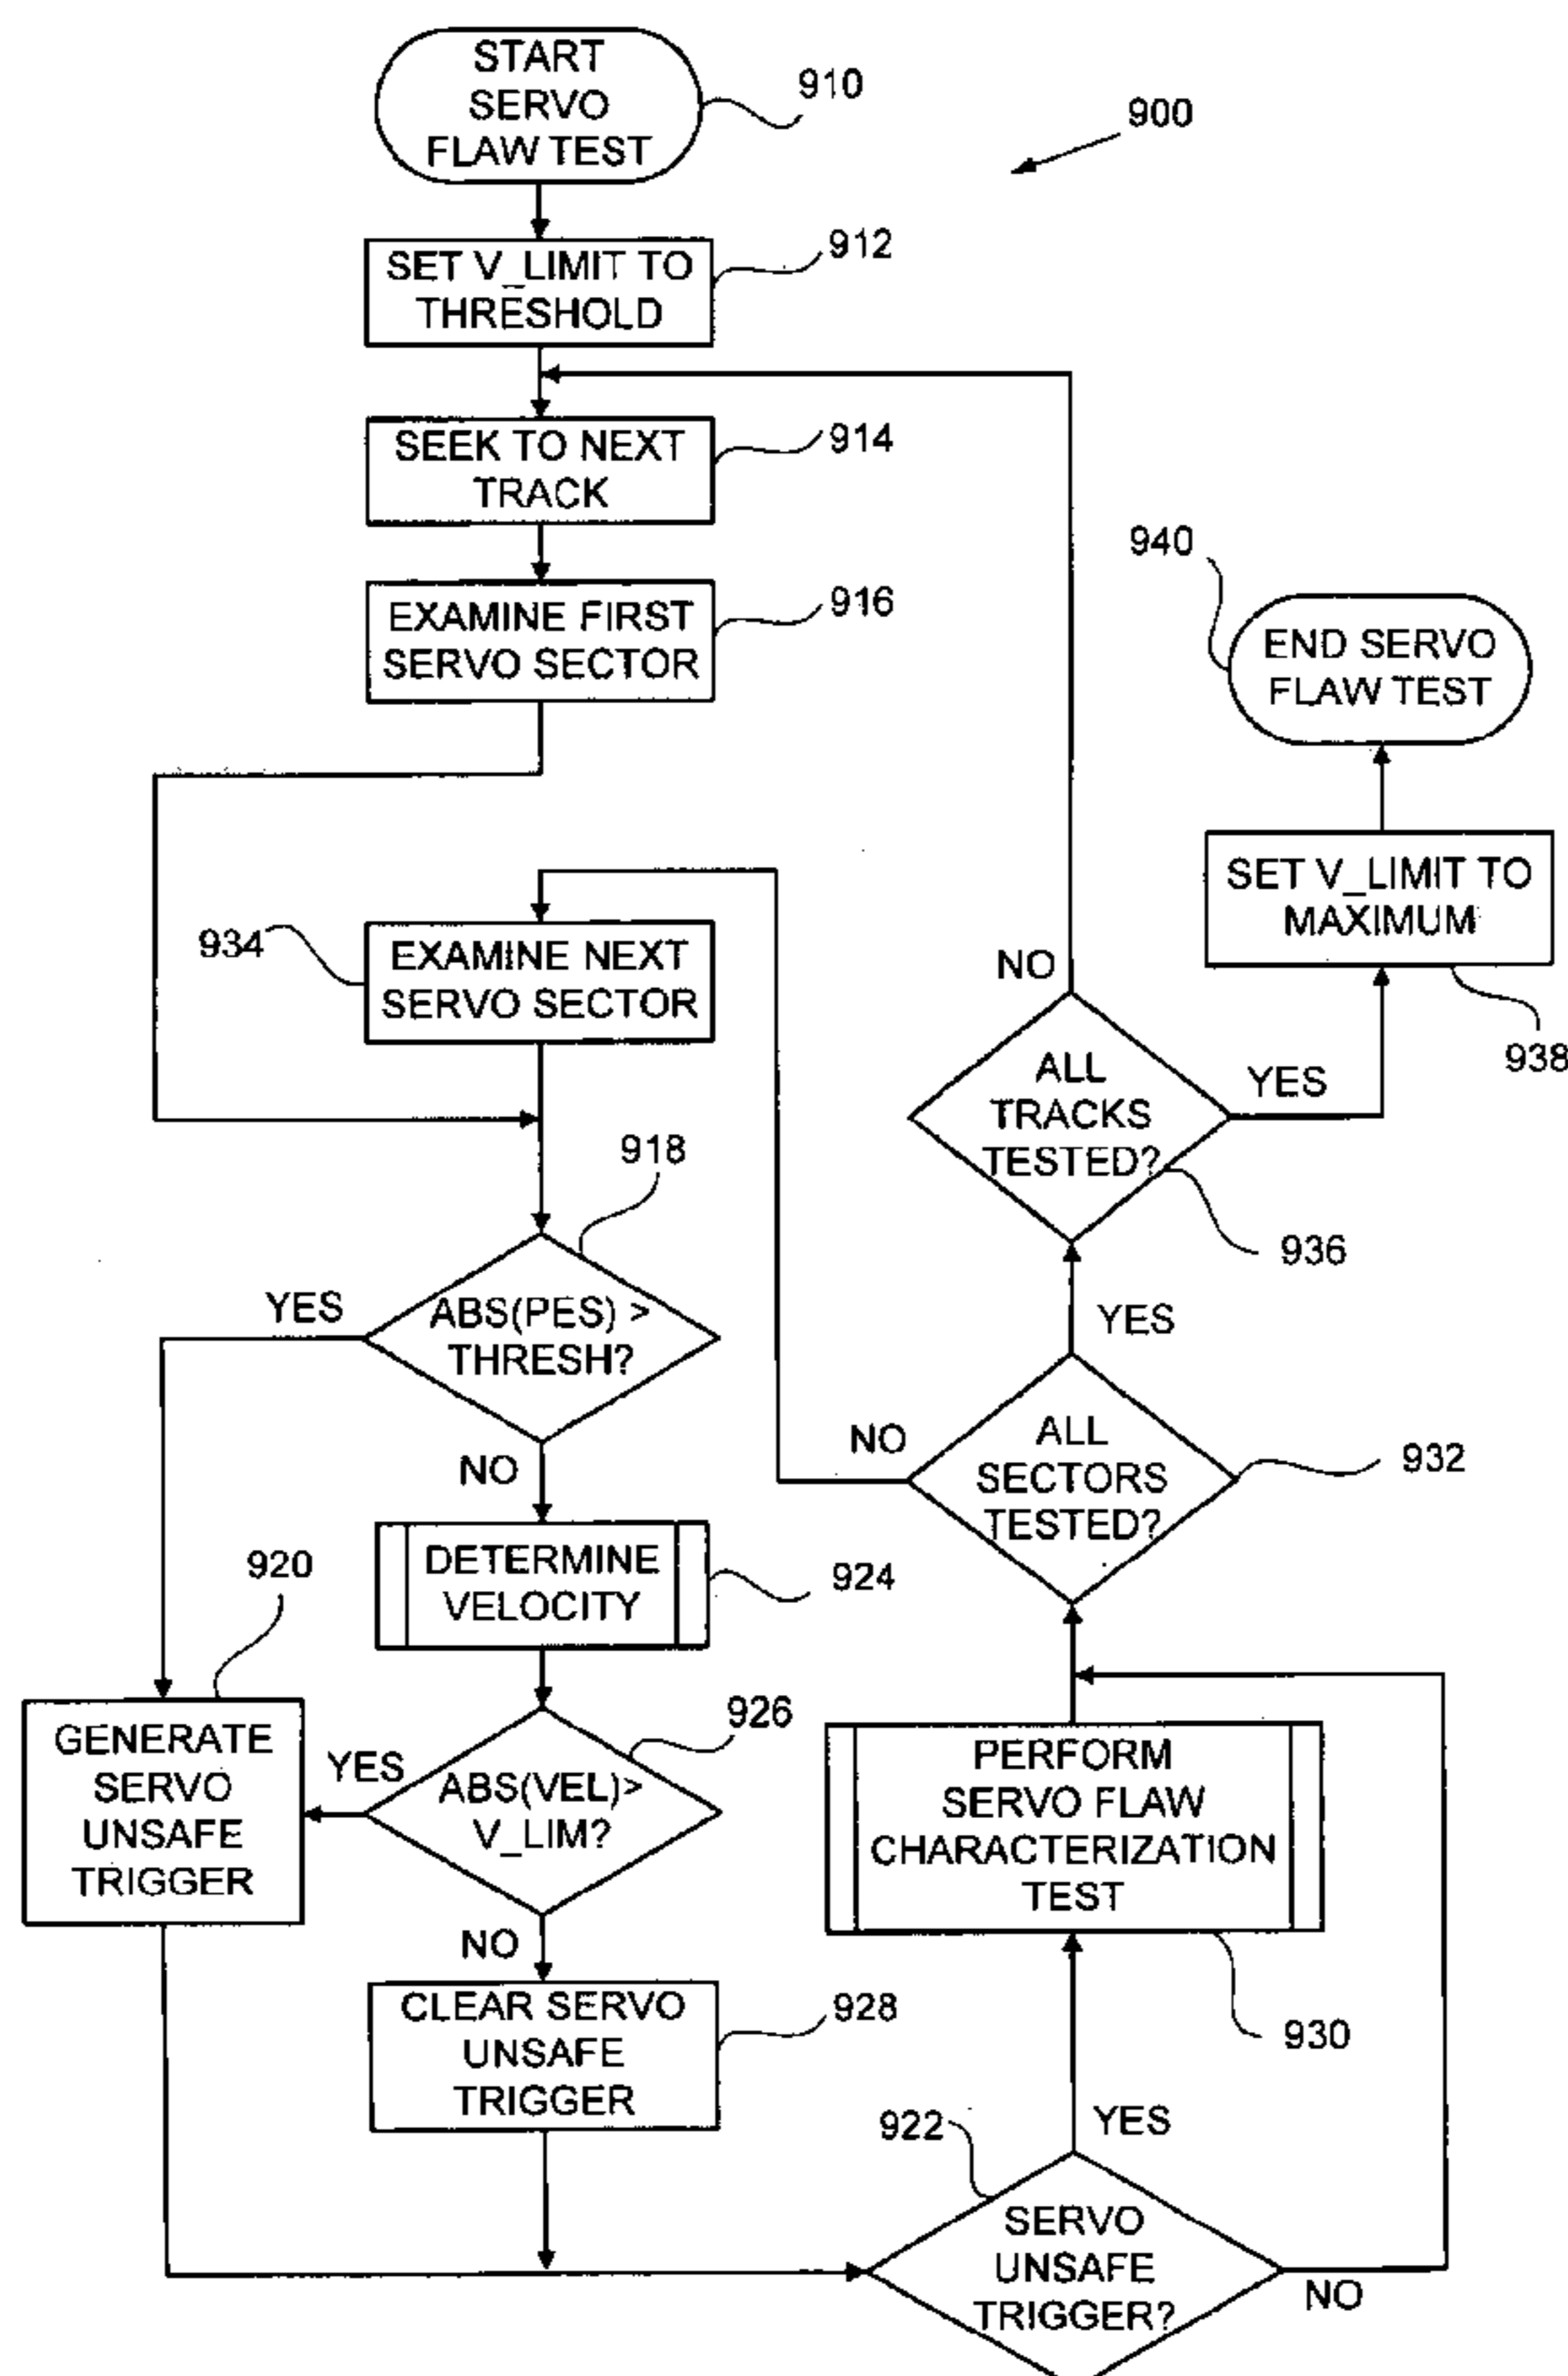 START
SERVO
FLAW TEST
910
900
SET V_LIMIT TO
THRESHOLD
912
SEEK TO NEXT
TRACK
914
EXAMINE FIRST
SERVO SECTOR
916
940
END SERVO
FLAW TEST
SET V_LIMIT TO
MAXIMUM
938
934
EXAMINE NEXT
SERVO SECTOR
NO
ALL
TRACKS
TESTED?
YES
936
918
YES
ABS(PES) >
THRESH?
NO
YES
NO
ALL
SECTORS
TESTED?
932
920
DETERMINE
VELOCITY
924
GENERATE
SERVO
UNSAFE
TRIGGER
YES
926
ABS(VEL)>
V_LIM?
NO
PERFORM
SERVO FLAW
CHARACTERIZATION
TEST
930
CLEAR SERVO
UNSAFE
TRIGGER
928
922
YES
SERVO
UNSAFE
TRIGGER?
NO